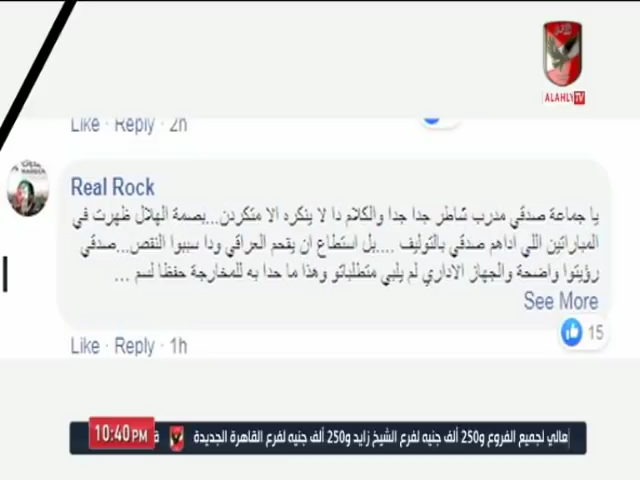 ALAHLY TV
Like · Reply · 2h
Real Rock
يا جماعة صدقي مدرب شاطر جدا جدا والكلام دا لا ينكره الا متكردن...بصمة الهلال ظهرت في
المباراتين اللي اداهم صدقي بالتوليف ....بل استطاع ان يقحم العراقي ودا سببوا النقص...صدقي
رؤيتوا واضحة والجهاز الاداري لم يلبي متطلباتو وهذا ما حدا به للمخارجة حفظا لسم ...
See More
15
Like · Reply · 1h
10:40 PM
عالي لجميع الفروع و250 ألف جنيه لفرع الشيخ زايد و250 ألف جنيه لفرع القاهرة الجديدة